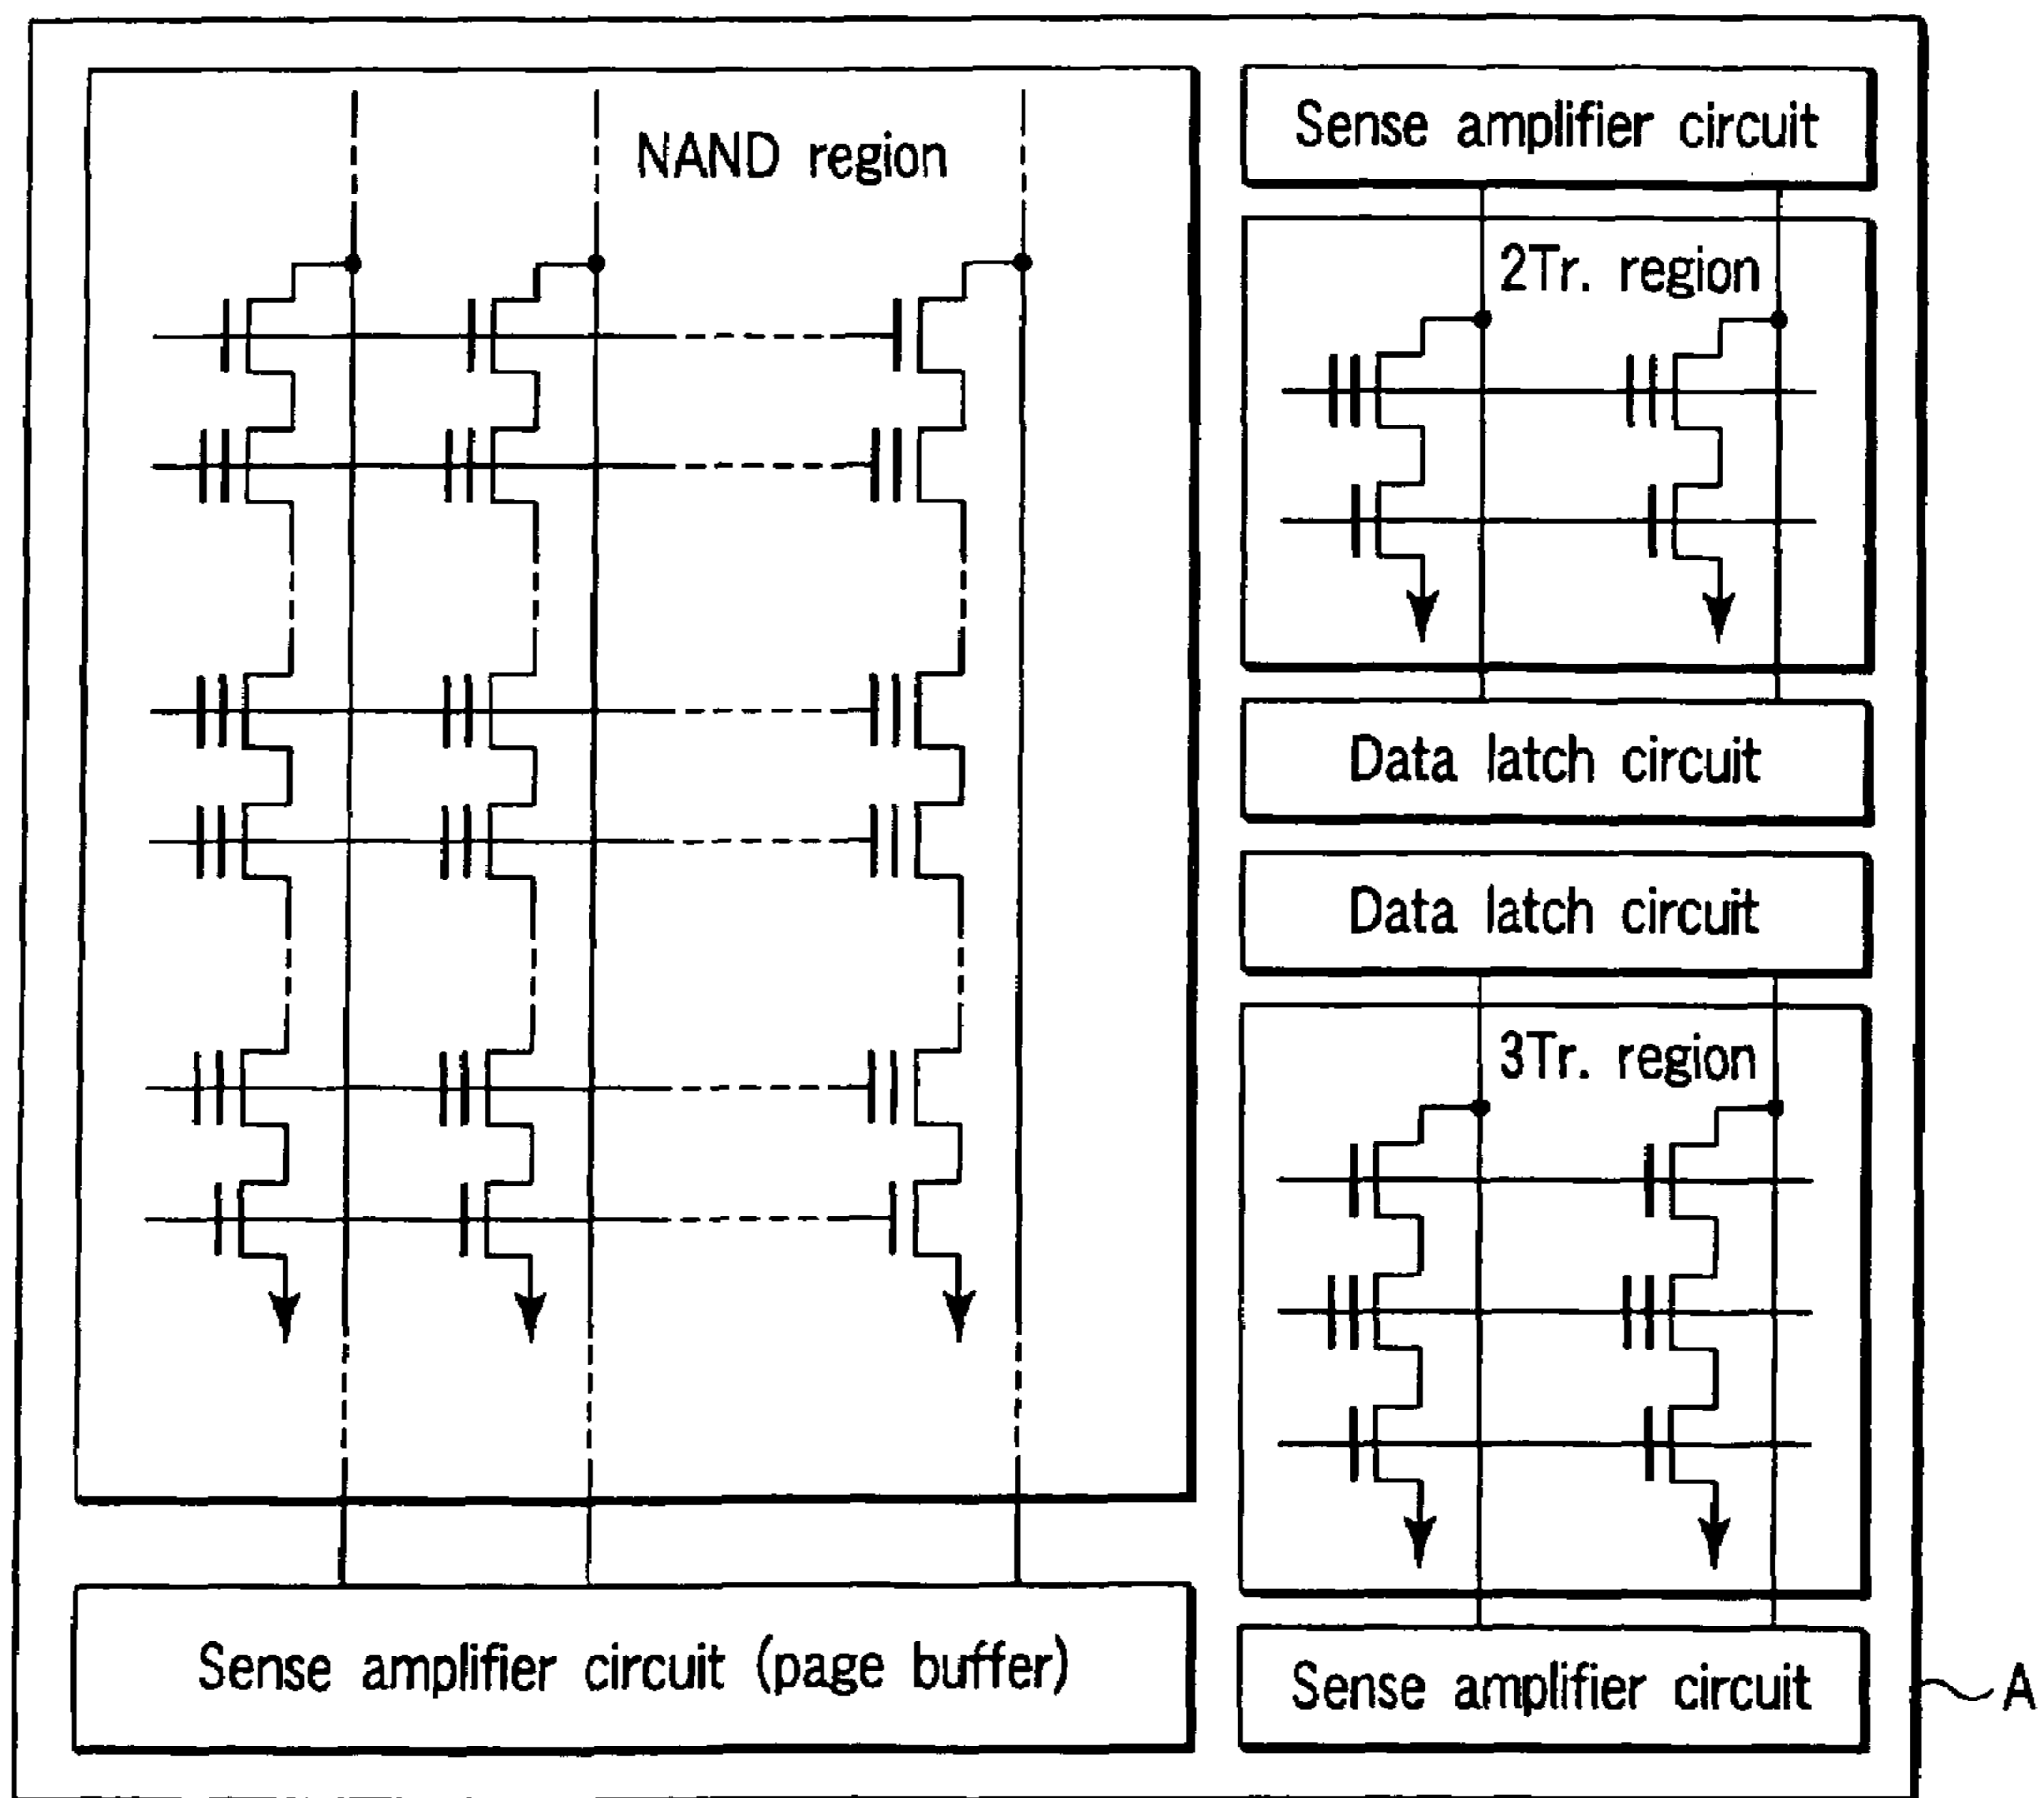 NAND region
Sense amplifier circuit (page buffer)
Sense amplifier circuit
2Tr. region
Data latch circuit
Data latch circuit
3Tr. region
Sense amplifier circuit
A